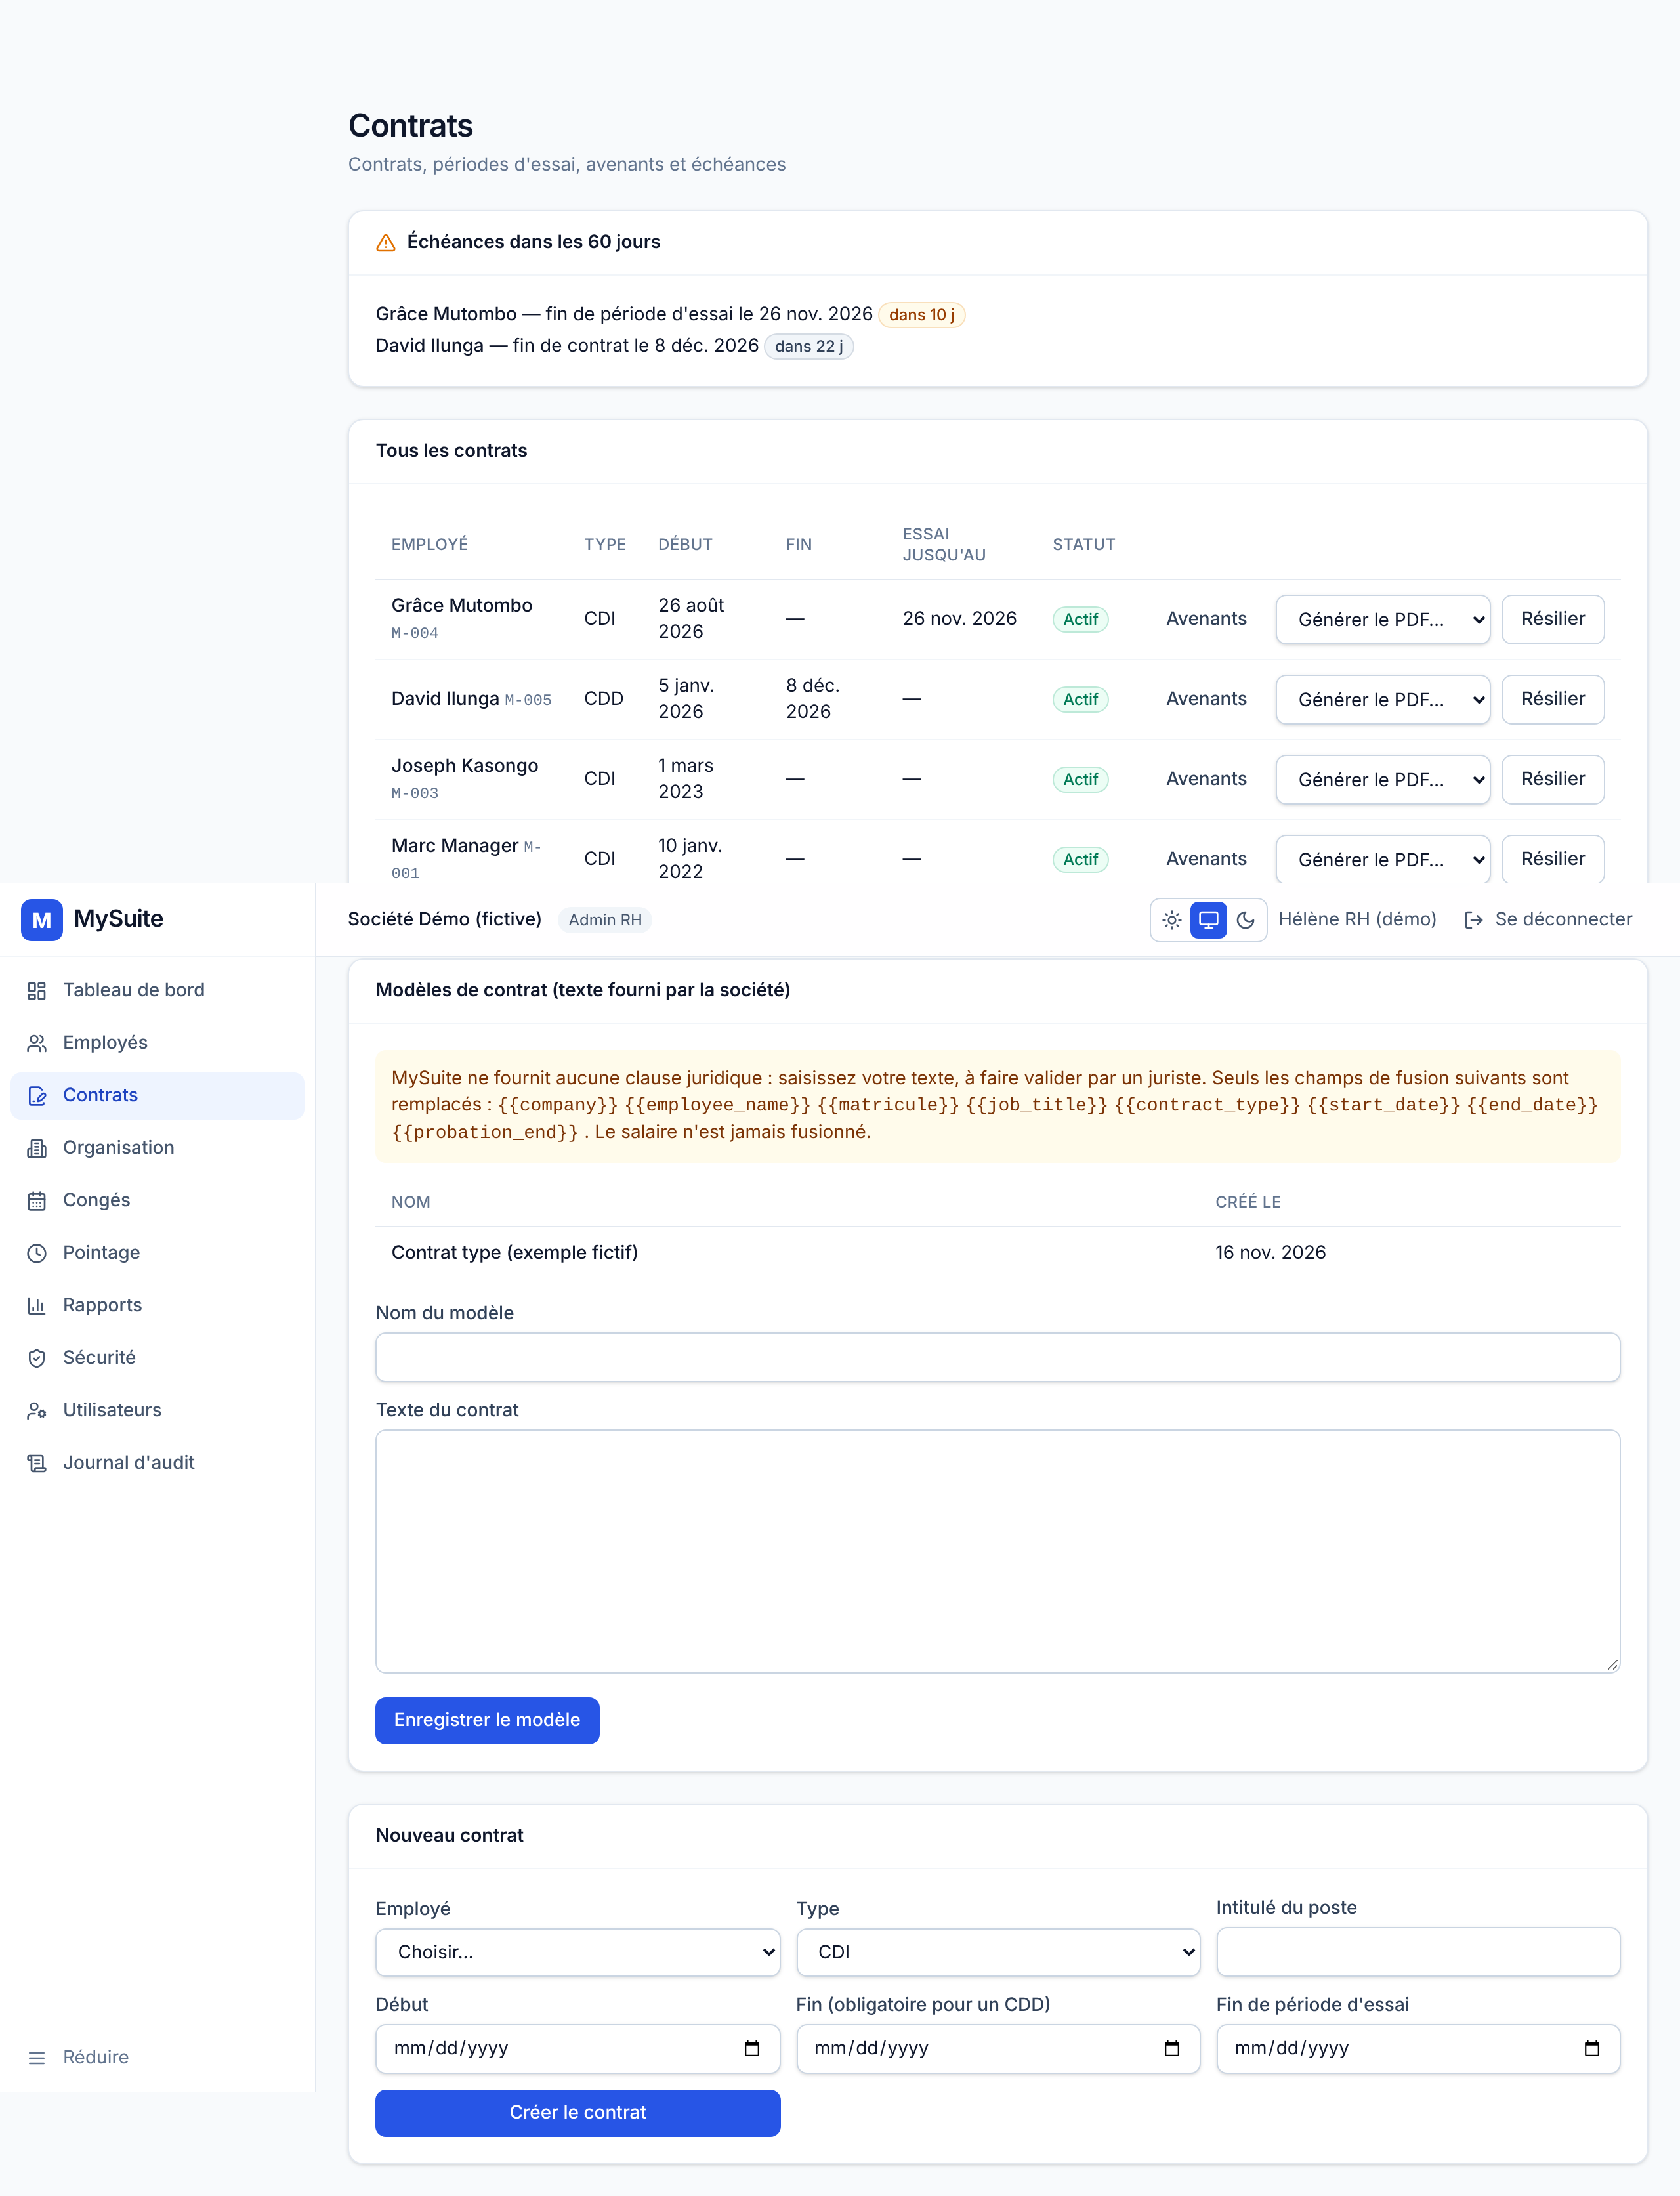 Contrats
Contrats, périodes d'essai, avenants et échéances
Échéances dans les 60 jours
Grâce Mutombo — fin de période d'essai le 26 nov. 2026 dans 10 j
David Ilunga — fin de contrat le 8 déc. 2026 dans 22 j
Tous les contrats
EMPLOYÉ TYPE DÉBUT FIN ESSAI JUSQU'AU STATUT
Grâce Mutombo M-004 CDI 26 août 2026 — 26 nov. 2026 Actif Avenants Générer le PDF... Résilier
David Ilunga M-005 CDD 5 janv. 2026 8 déc. 2026 — Actif Avenants Générer le PDF... Résilier
Joseph Kasongo M-003 CDI 1 mars 2023 — — Actif Avenants Générer le PDF... Résilier
Marc Manager M-001 CDI 10 janv. 2022 — — Actif Avenants Générer le PDF... Résilier
M MySuite
Société Démo (fictive) Admin RH Hélène RH (démo) Se déconnecter
Tableau de bord
Employés
Contrats
Organisation
Congés
Pointage
Rapports
Sécurité
Utilisateurs
Journal d'audit
Réduire
Modèles de contrat (texte fourni par la société)
MySuite ne fournit aucune clause juridique : saisissez votre texte, à faire valider par un juriste. Seuls les champs de fusion suivants sont
remplacés : {{company}} {{employee_name}} {{matricule}} {{job_title}} {{contract_type}} {{start_date}} {{end_date}}
{{probation_end}} . Le salaire n'est jamais fusionné.
NOM CRÉÉ LE
Contrat type (exemple fictif) 16 nov. 2026
Nom du modèle
Texte du contrat
Enregistrer le modèle
Nouveau contrat
Employé Type Intitulé du poste
Choisir... CDI
Début Fin (obligatoire pour un CDD) Fin de période d'essai
mm/dd/yyyy mm/dd/yyyy mm/dd/yyyy
Créer le contrat